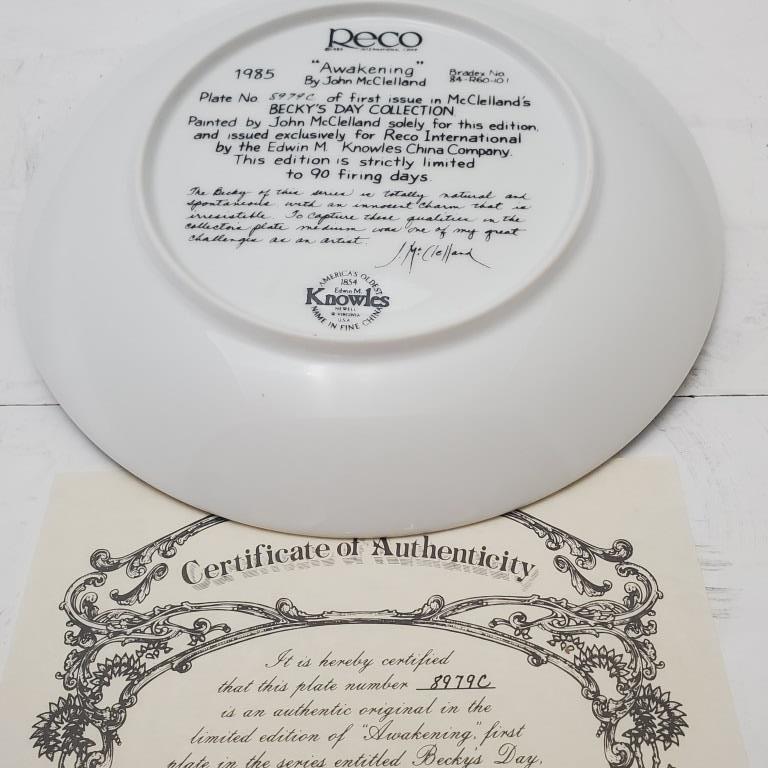 Reco
INTERNATIONAL CORP.
1985 "Awakening" Bradex No.
By John McClelland 84-R60-10.1
Plate No 8979C of first issue in McClelland's
BECKY'S DAY COLLECTION
Painted by John McClelland solely for this edition,
and issued exclusively for Reco International
by the Edwin M. Knowles China Company.
This edition is strictly limited
to 90 firing days.
The Becky of this series is totally natural and
spontaneous with an innocent charm that is
irresistible. To capture these qualities in the
collectors plate medium was one of my great
challenges as an artist.
J. McClelland
AMERICA'S OLDEST
1854
Edwin M.
Knowles
NEWELL
W. VIRGINIA
U.S.A.
NAME IN FINE CHINA
Certificate of Authenticity
It is hereby certified
that this plate number 8979C
is an authentic original in the
limited edition of "Awakening," first
plate in the series entitled Becky's Day,